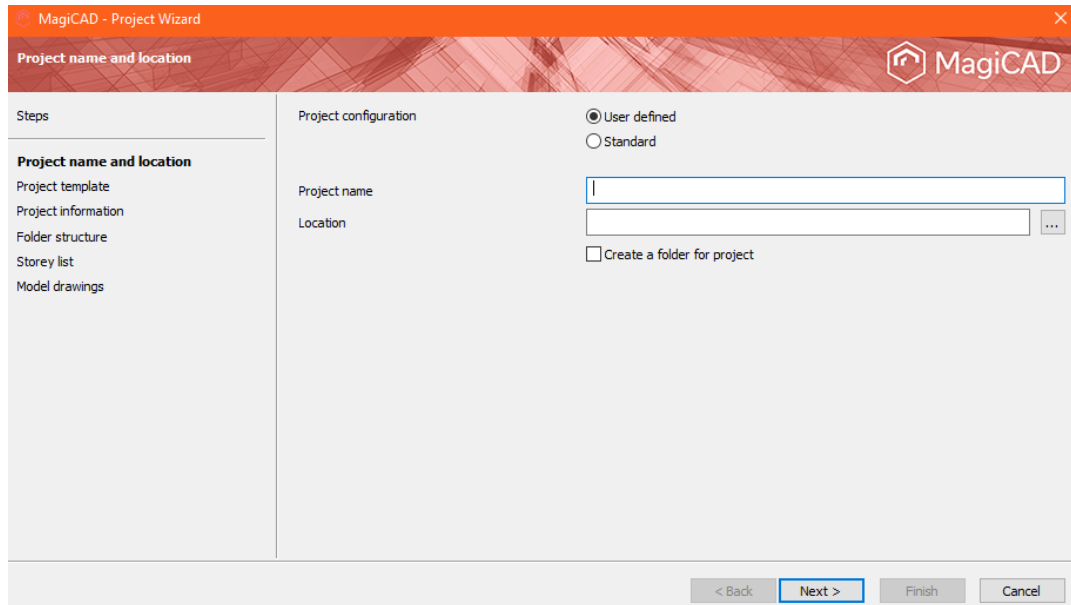 MagiCAD - Project Wizard
Project name and location
MagiCAD
Steps
Project name and location
Project template
Project information
Folder structure
Storey list
Model drawings
Project configuration
User defined
Standard
Project name
Location
...
Create a folder for project
< Back
Next >
Finish
Cancel